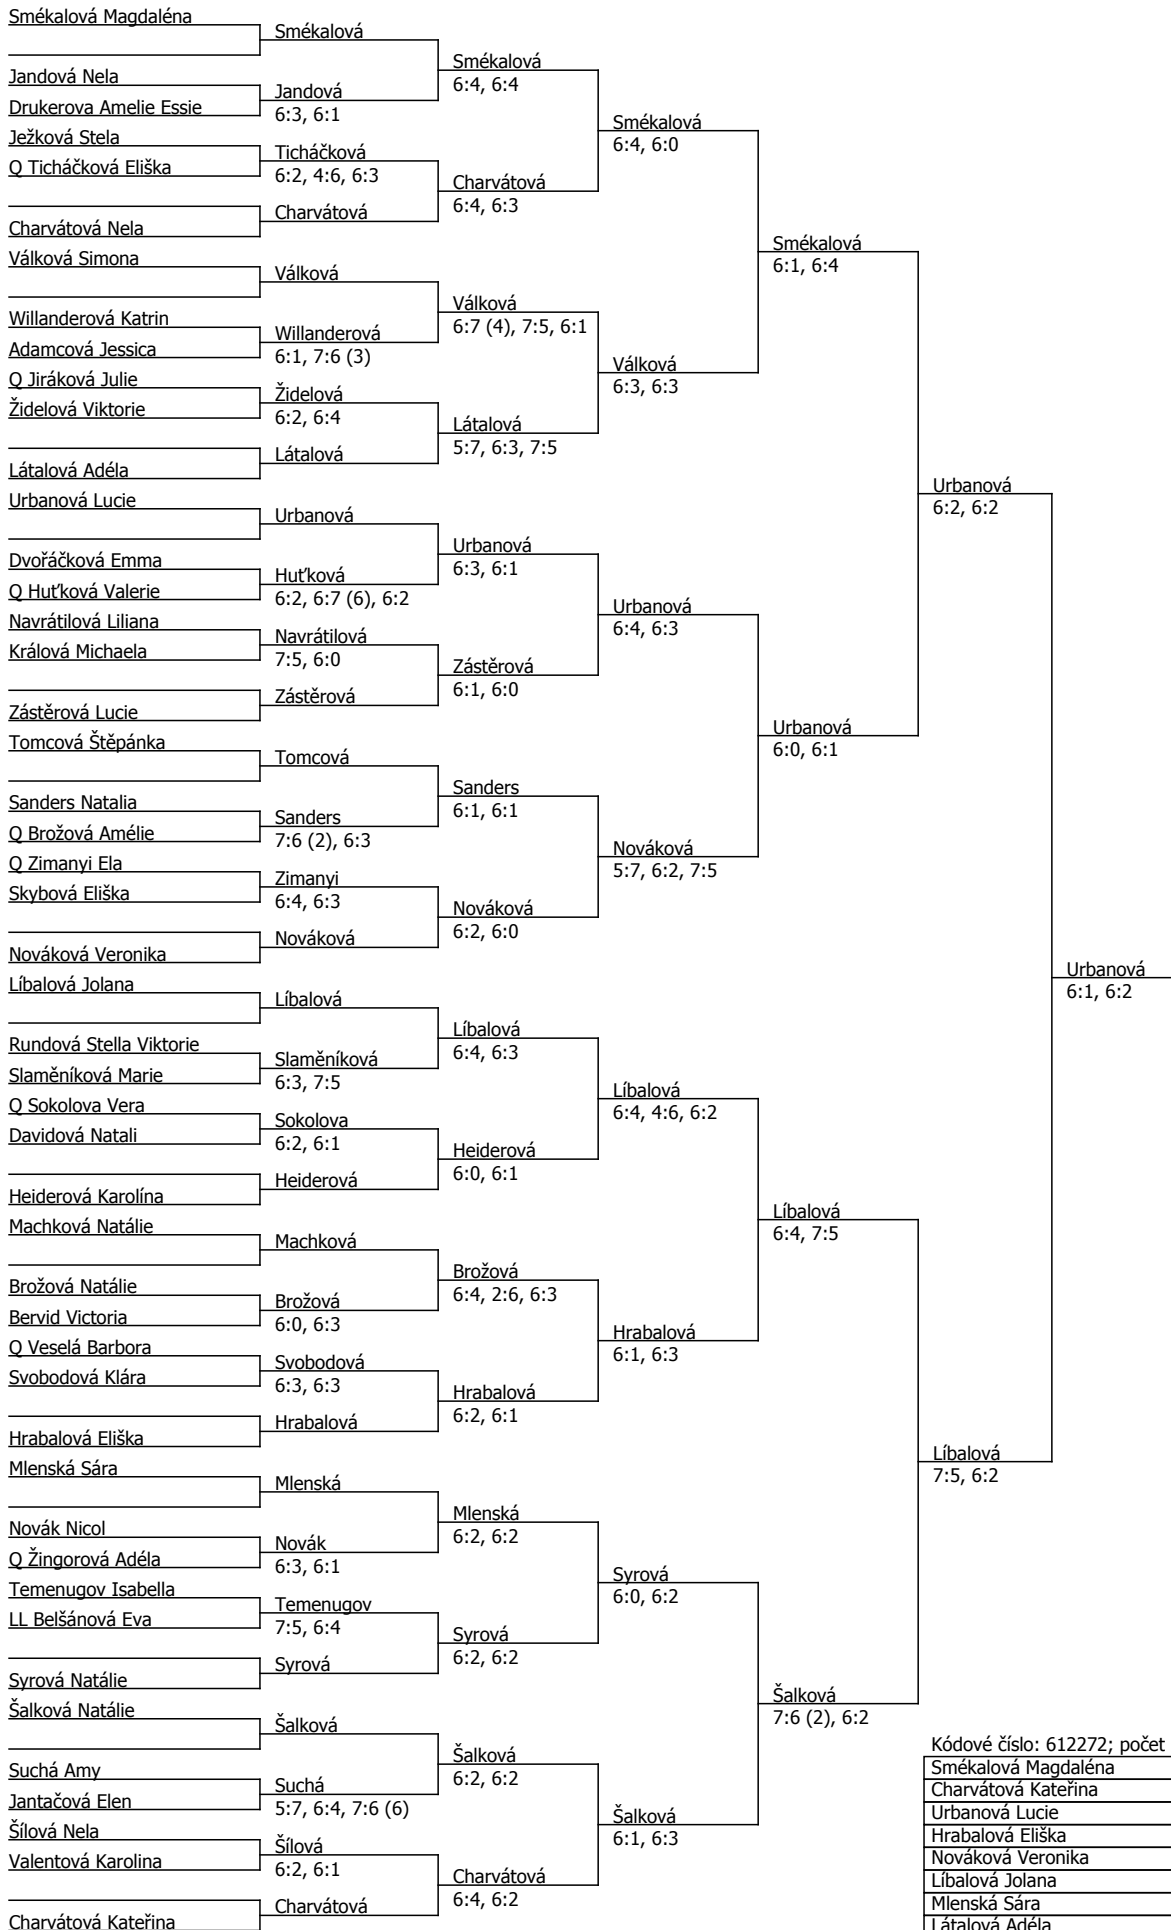 Smékalová Magdaléna
Jandová Nela
Drukerova Amelie Essie
Ježková Stela
Q Ticháčková Eliška
Charvátová Nela
Válková Simona
Willanderová Katrin
Adamcová Jessica
Q Jiráková Julie
Židelová Viktorie
Látalová Adéla
Urbanová Lucie
Dvořáčková Emma
Q Huťková Valerie
Navrátilová Liliana
Králová Michaela
Zástěrová Lucie
Tomcová Štěpánka
Sanders Natalia
Q Brožová Amélie
Q Zimanyi Ela
Skybová Eliška
Nováková Veronika
Líbalová Jolana
Rundová Stella Viktorie
Slaměníková Marie
Q Sokolova Vera
Davidová Natali
Heiderová Karolína
Machková Natálie
Brožová Natálie
Bervid Victoria
Q Veselá Barbora
Svobodová Klára
Hrabalová Eliška
Mlenská Sára
Novák Nicol
Q Žingorová Adéla
Temenugov Isabella
LL Belšánová Eva
Syrová Natálie
Šalková Natálie
Suchá Amy
Jantačová Elen
Šílová Nela
Valentová Karolina
Charvátová Kateřina
Smékalová
Jandová
6:3, 6:1
Ticháčková
6:2, 4:6, 6:3
Charvátová
Válková
Willanderová
6:1, 7:6 (3)
Židelová
6:2, 6:4
Látalová
Urbanová
Huťková
6:2, 6:7 (6), 6:2
Navrátilová
7:5, 6:0
Zástěrová
Tomcová
Sanders
7:6 (2), 6:3
Zimanyi
6:4, 6:3
Nováková
Líbalová
Slaměníková
6:3, 7:5
Sokolova
6:2, 6:1
Heiderová
Machková
Brožová
6:0, 6:3
Svobodová
6:3, 6:3
Hrabalová
Mlenská
Novák
6:3, 6:1
Temenugov
7:5, 6:4
Syrová
Šalková
Suchá
5:7, 6:4, 7:6 (6)
Šílová
6:2, 6:1
Charvátová
Smékalová
6:4, 6:4
Charvátová
6:4, 6:3
Válková
6:7 (4), 7:5, 6:1
Látalová
5:7, 6:3, 7:5
Urbanová
6:3, 6:1
Zástěrová
6:1, 6:0
Sanders
6:1, 6:1
Nováková
6:2, 6:0
Líbalová
6:4, 6:3
Heiderová
6:0, 6:1
Brožová
6:4, 2:6, 6:3
Hrabalová
6:2, 6:1
Mlenská
6:2, 6:2
Syrová
6:2, 6:2
Šalková
6:2, 6:2
Charvátová
6:4, 6:2
Smékalová
6:4, 6:0
Válková
6:3, 6:3
Urbanová
6:4, 6:3
Nováková
5:7, 6:2, 7:5
Líbalová
6:4, 4:6, 6:2
Hrabalová
6:1, 6:3
Syrová
6:0, 6:2
Šalková
6:1, 6:3
Smékalová
6:1, 6:4
Urbanová
6:0, 6:1
Líbalová
6:4, 7:5
Šalková
7:6 (2), 6:2
Urbanová
6:2, 6:2
Líbalová
7:5, 6:2
Urbanová
6:1, 6:2
Kódové číslo: 612272; počet
Smékalová Magdaléna
Charvátová Kateřina
Urbanová Lucie
Hrabalová Eliška
Nováková Veronika
Líbalová Jolana
Mlenská Sára
Látalová Adéla